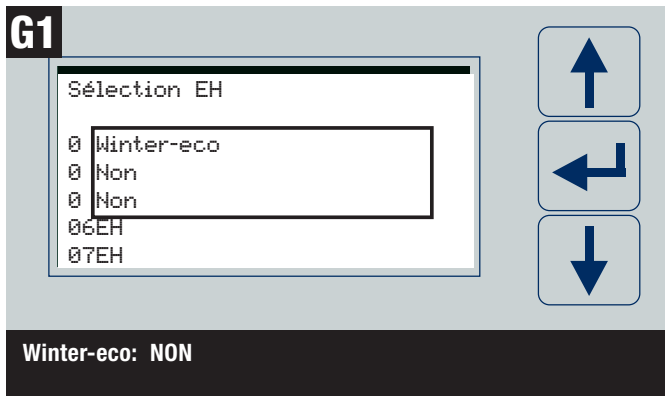 G1
Sélection EH
0 Winter-eco
0 Non
0 Non
06EH
07EH
Winter-eco: NON